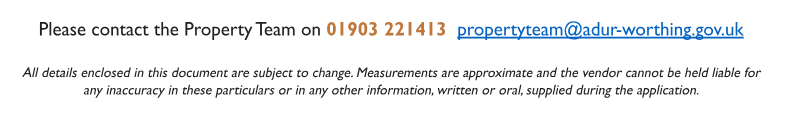 Please contact the Property Team on 01903 221413 propertyteam@adur-worthing.gov.uk
All details enclosed in this document are subject to change. Measurements are approximate and the vendor cannot be held liable for
any inaccuracy in these particulars or in any other information, written or oral, supplied during the application.